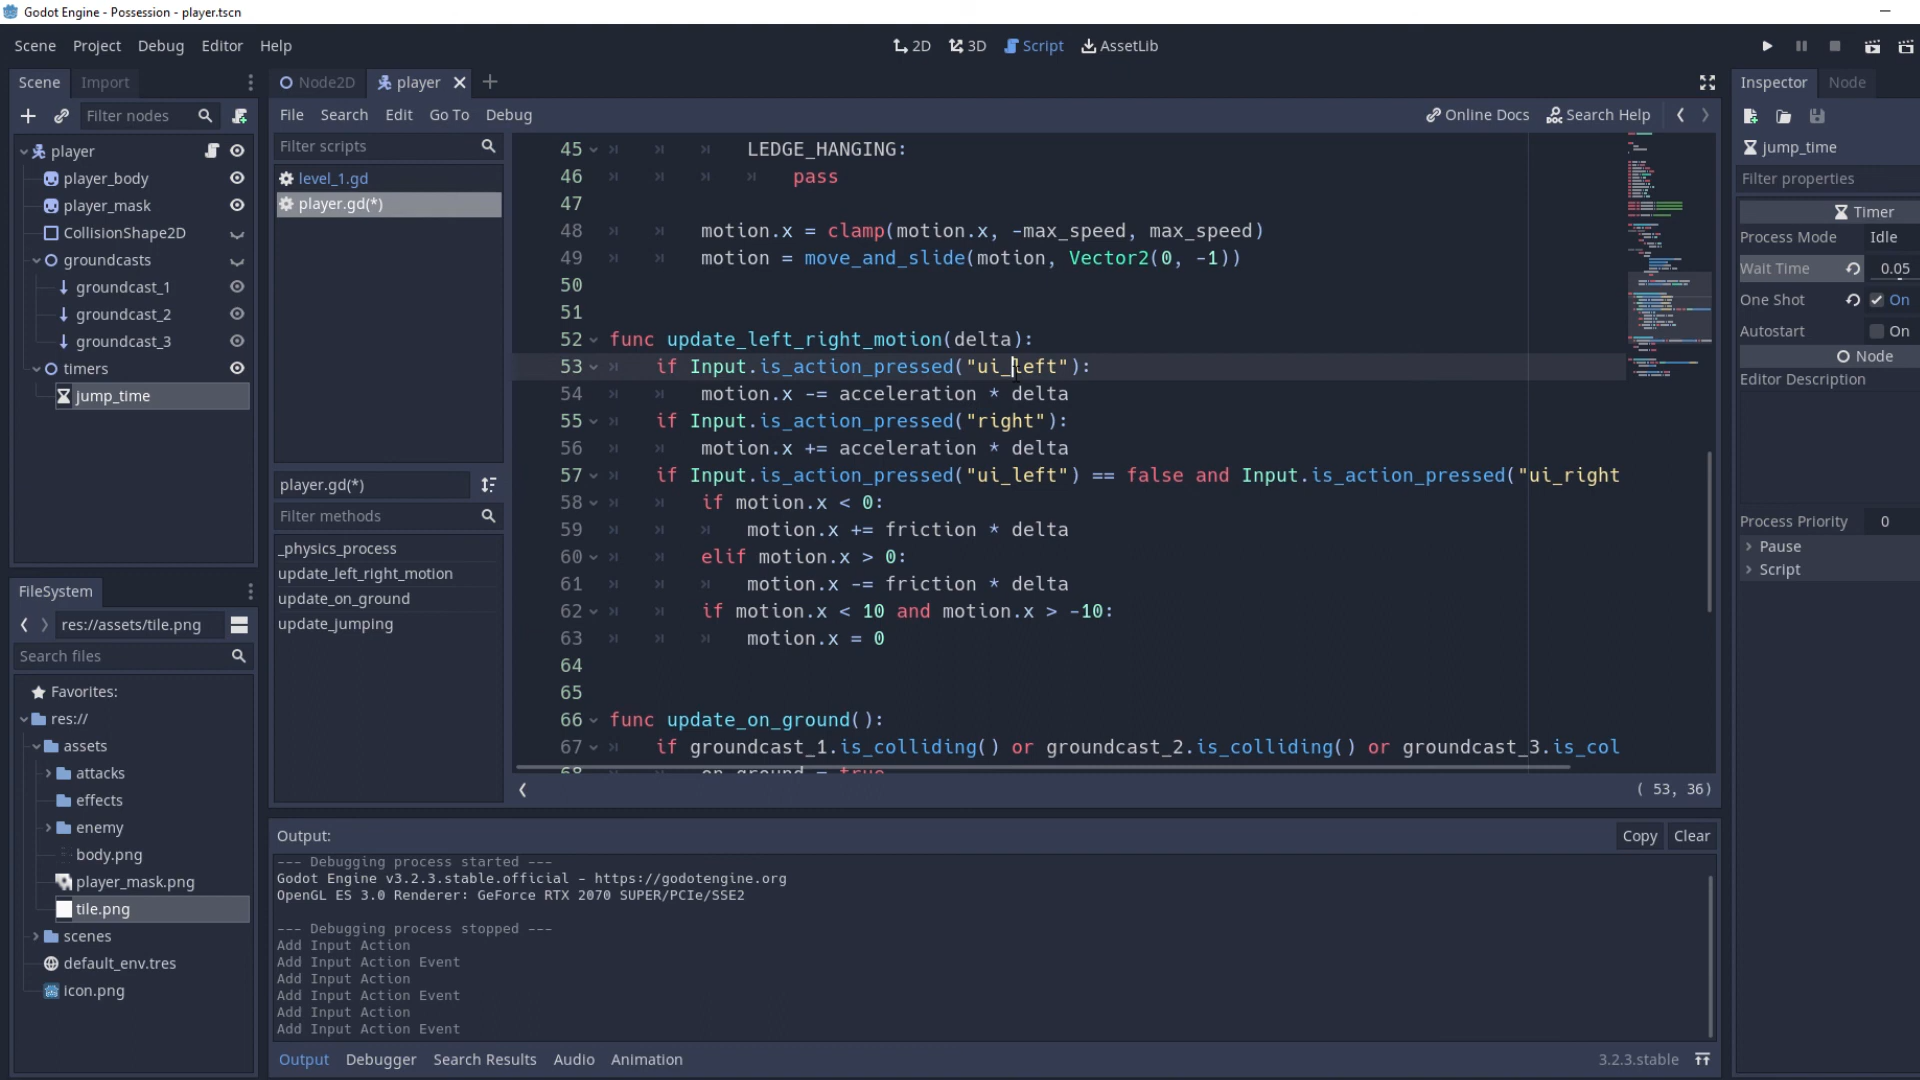 Godot Engine - Possession - player.tscn
Scene Project Debug Editor Help
2D 3D Script AssetLib
Scene Import
Node2D player
Inspector Node
Filter nodes
File Search Edit Go To Debug
Online Docs Search Help
player
player_body
player_mask
CollisionShape2D
groundcasts
groundcast_1
groundcast_2
groundcast_3
timers
jump_time
Filter scripts
level_1.gd
player.gd(*)
player.gd(*)
Filter methods
_physics_process
update_left_right_motion
update_on_ground
update_jumping
45 LEDGE_HANGING:
46 pass
47
48 motion.x = clamp(motion.x, -max_speed, max_speed)
49 motion = move_and_slide(motion, Vector2(0, -1))
50
51
52 func update_left_right_motion(delta):
53 if Input.is_action_pressed("ui_left"):
54 motion.x -= acceleration * delta
55 if Input.is_action_pressed("right"):
56 motion.x += acceleration * delta
57 if Input.is_action_pressed("ui_left") == false and Input.is_action_pressed("ui_right
58 if motion.x < 0:
59 motion.x += friction * delta
60 elif motion.x > 0:
61 motion.x -= friction * delta
62 if motion.x < 10 and motion.x > -10:
63 motion.x = 0
64
65
66 func update_on_ground():
67 if groundcast_1.is_colliding() or groundcast_2.is_colliding() or groundcast_3.is_col
68 on_ground = true
( 53, 36)
jump_time
Filter properties
Timer
Process Mode Idle
Wait Time 0.05
One Shot On
Autostart On
Node
Editor Description
Process Priority 0
Pause
Script
FileSystem
res://assets/tile.png
Search files
Favorites:
res://
assets
attacks
effects
enemy
body.png
player_mask.png
tile.png
scenes
default_env.tres
icon.png
Output:
Copy Clear
--- Debugging process started ---
Godot Engine v3.2.3.stable.official - https://godotengine.org
OpenGL ES 3.0 Renderer: GeForce RTX 2070 SUPER/PCIe/SSE2
--- Debugging process stopped ---
Add Input Action
Add Input Action Event
Add Input Action
Add Input Action Event
Add Input Action
Add Input Action Event
Output Debugger Search Results Audio Animation
3.2.3.stable